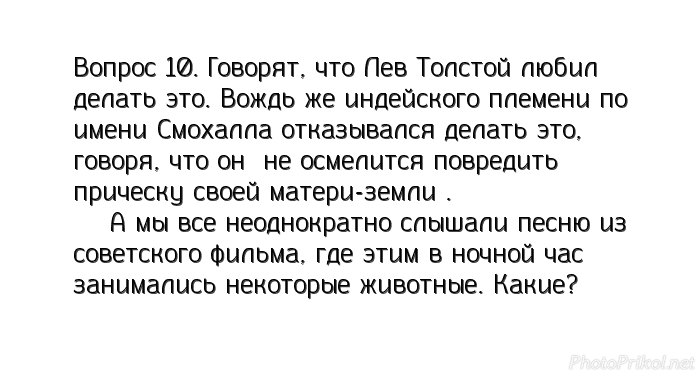 Вопрос 10. Говорят, что Лев Толстой любил
делать это. Вождь же индейского племени по
имени Смохалла отказывался делать это,
говоря, что он  не осмелится повредить
прическу своей матери-земли .
А мы все неоднократно слышали песню из
советского фильма, где этим в ночной час
занимались некоторые животные. Какие?
PhotoPrikol.net